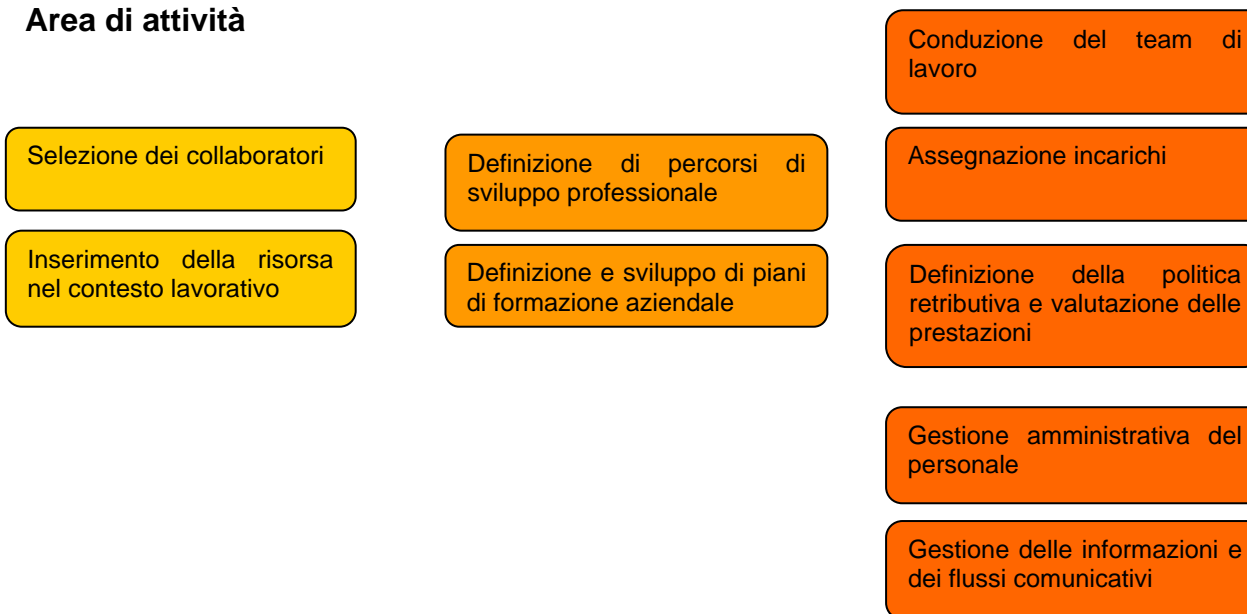 Area di attività
Selezione dei collaboratori
Inserimento della risorsa
nel contesto lavorativo
Definizione di percorsi di
sviluppo professionale
Definizione e sviluppo di piani
di formazione aziendale
Conduzione del team di
lavoro
Assegnazione incarichi
Definizione della politica
retributiva e valutazione delle
prestazioni
Gestione amministrativa del
personale
Gestione delle informazioni e
dei flussi comunicativi